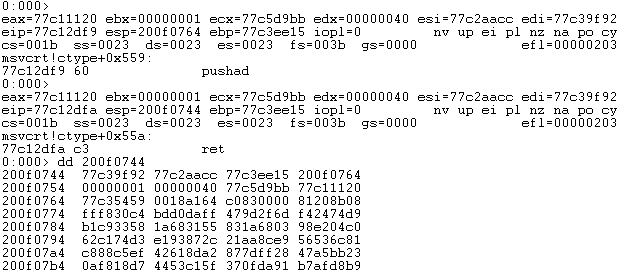 0:000>
eax=77c11120 ebx=00000001 ecx=77c5d9bb edx=00000040 esi=77c2aacc edi=77c39f92
eip=77c12df9 esp=200f0764 ebp=77c3ee15 iopl=0         nv up ei pl nz na po cy
cs=001b  ss=0023  ds=0023  es=0023  fs=003b  gs=0000             efl=00000203
msvcrt!ctype+0x559:
77c12df9 60              pushad
0:000>
eax=77c11120 ebx=00000001 ecx=77c5d9bb edx=00000040 esi=77c2aacc edi=77c39f92
eip=77c12dfa esp=200f0744 ebp=77c3ee15 iopl=0         nv up ei pl nz na po cy
cs=001b  ss=0023  ds=0023  es=0023  fs=003b  gs=0000             efl=00000203
msvcrt!ctype+0x55a:
77c12dfa c3              ret
0:000> dd 200f0744
200f0744  77c39f92 77c2aacc 77c3ee15 200f0764
200f0754  00000001 00000040 77c5d9bb 77c11120
200f0764  77c35459 0018a164 c0830000 81208b08
200f0774  fff830c4 bdd0daff 479d2f6d f42474d9
200f0784  b1c93358 1a683155 831a6803 98e204c0
200f0794  62c174d3 e193872c 21aa8ce9 56536c81
200f07a4  c888c5ef 42618da2 877dff28 47a5bb23
200f07b4  0af818d7 4453c15f 370fda91 b7afd8b9